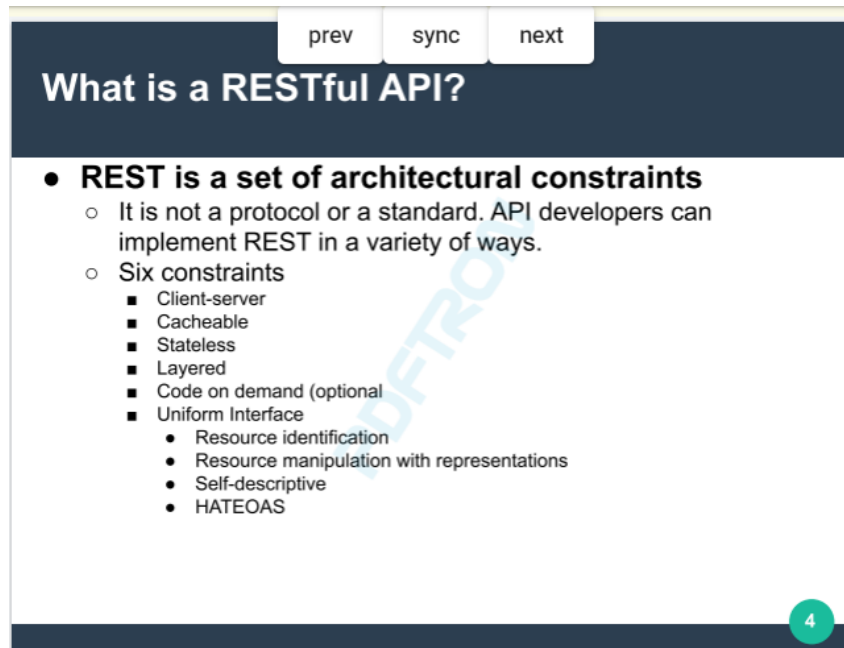 prev sync next
What is a RESTful API?
● REST is a set of architectural constraints
○ It is not a protocol or a standard. API developers can
implement REST in a variety of ways.
○ Six constraints
■ Client-server
■ Cacheable
■ Stateless
■ Layered
■ Code on demand (optional
■ Uniform Interface
● Resource identification
● Resource manipulation with representations
● Self-descriptive
● HATEOAS
PDFTRON
4